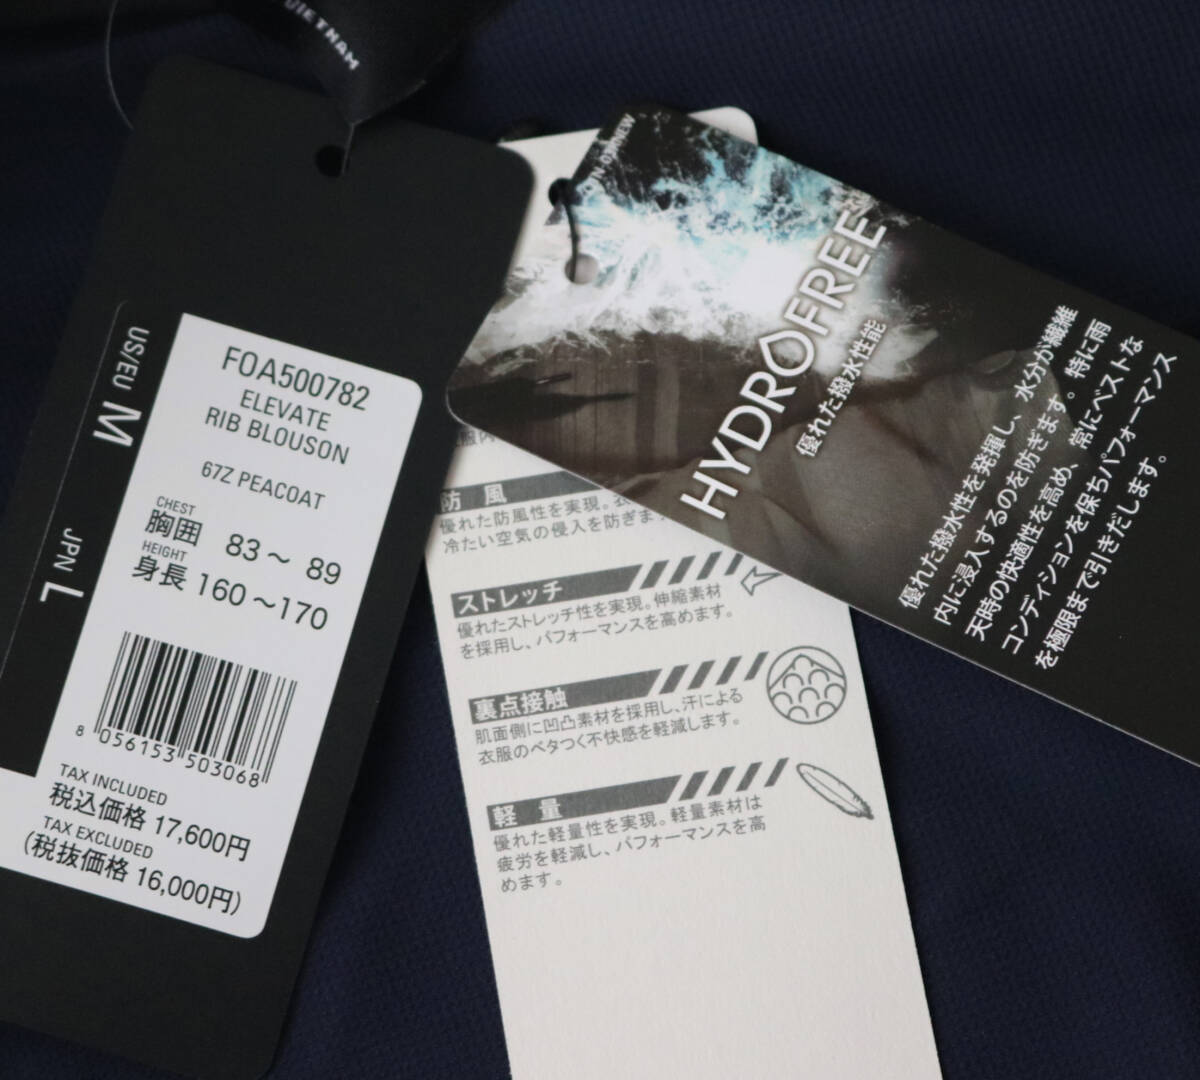 VIETNAM
US/EU M
JPN L
FOA500782
ELEVATE
RIB BLOUSON
67Z PEACOAT
CHEST
胸囲 83～ 89
HEIGHT
身長 160～170
8 056153 503068
TAX INCLUDED
税込価格 17,600円
TAX EXCLUDED
(税抜価格 16,000円)
防 風
優れた防風性を実現。
冷たい空気の侵入を防ぎま
ストレッチ
優れたストレッチ性を実現。伸縮素材
を採用し、パフォーマンスを高めます。
裏点接触
肌面側に凹凸素材を採用し、汗による
衣服のベタつく不快感を軽減します。
軽 量
優れた軽量性を実現。軽量素材は
疲労を軽減し、パフォーマンスを高
めます。
HYDROFREE
優れた撥水性能
優れた撥水性を発揮し、水分が繊維
内に浸入するのを防ぎます。特に雨
天時の快適性を高め、常にベストな
コンディションを保ちパフォーマンス
を極限まで引きだします。